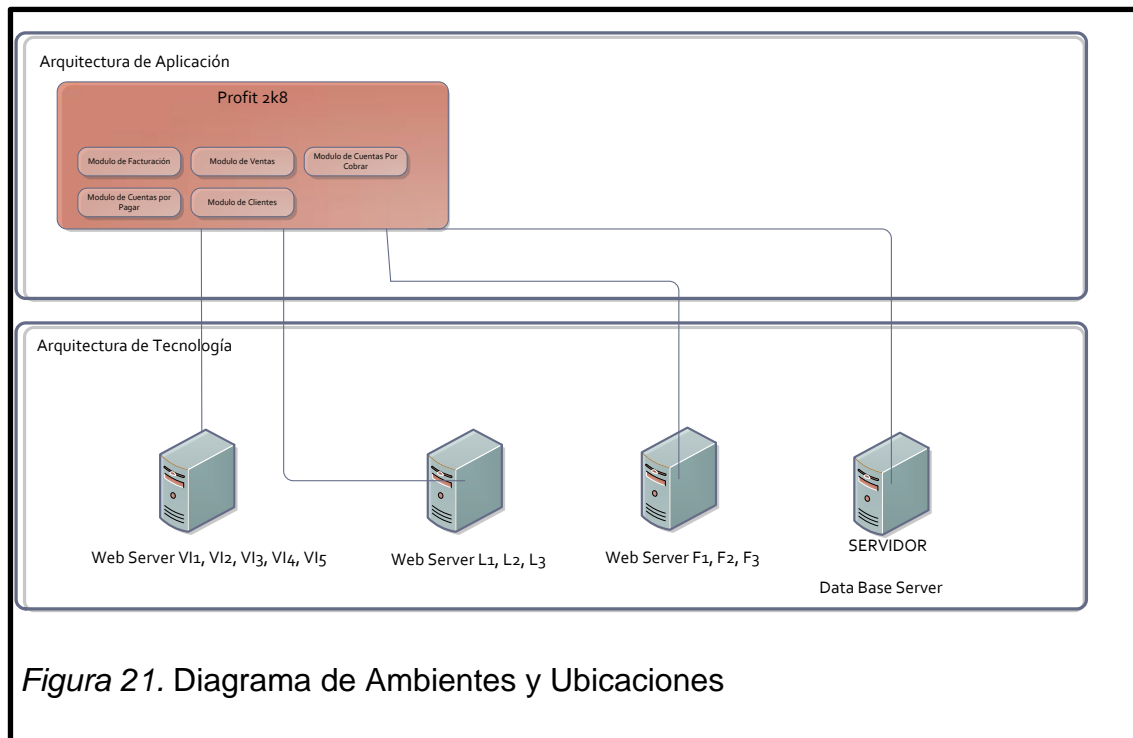 Arquitectura de Aplicación
Profit 2k8
Modulo de Facturación
Modulo de Ventas
Modulo de Cuentas Por
Cobrar
Modulo de Cuentas por
Pagar
Modulo de Clientes
Arquitectura de Tecnología
Web Server VI1, VI2, VI3, VI4, VI5
Web Server L1, L2, L3
Web Server F1, F2, F3
SERVIDOR
Data Base Server
Figura 21. Diagrama de Ambientes y Ubicaciones